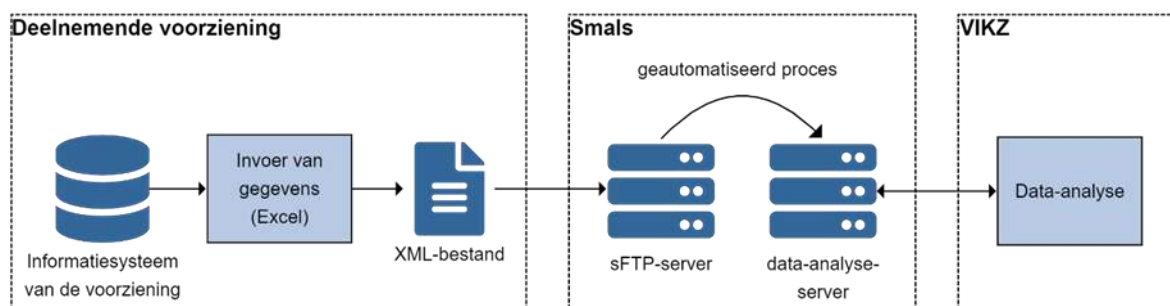 Deelnemende voorziening
Informatiesysteem
van de voorziening
Invoer van
gegevens
(Excel)
XML-bestand
Smals
geautomatiseerd proces
sFTP-server
data-analyse-
server
VIKZ
Data-analyse